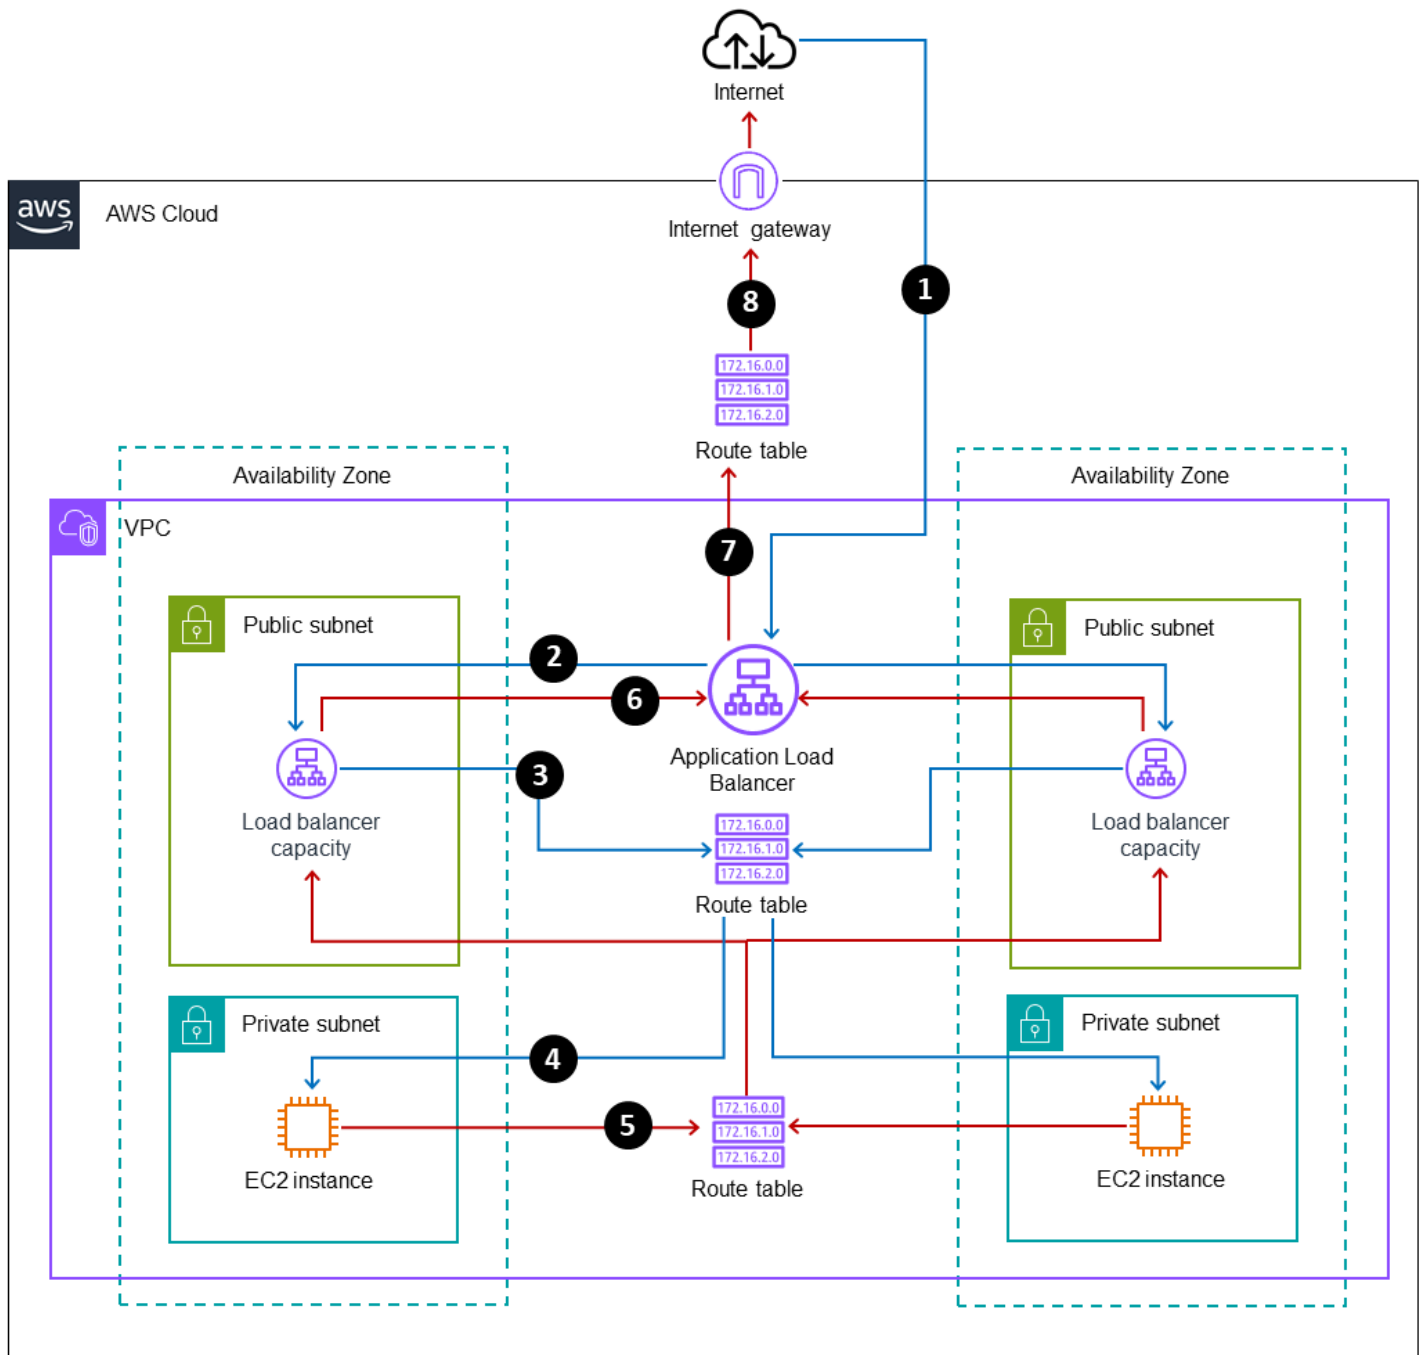 Internet
aws
AWS Cloud
Internet gateway
1
8
172.16.0.0
172.16.1.0
172.16.2.0
Route table
Availability Zone
Availability Zone
VPC
7
Public subnet
Public subnet
2
6
Application Load
Balancer
3
Load balancer
capacity
Load balancer
capacity
172.16.0.0
172.16.1.0
172.16.2.0
Route table
Private subnet
Private subnet
4
5
172.16.0.0
172.16.1.0
172.16.2.0
EC2 instance
EC2 instance
Route table